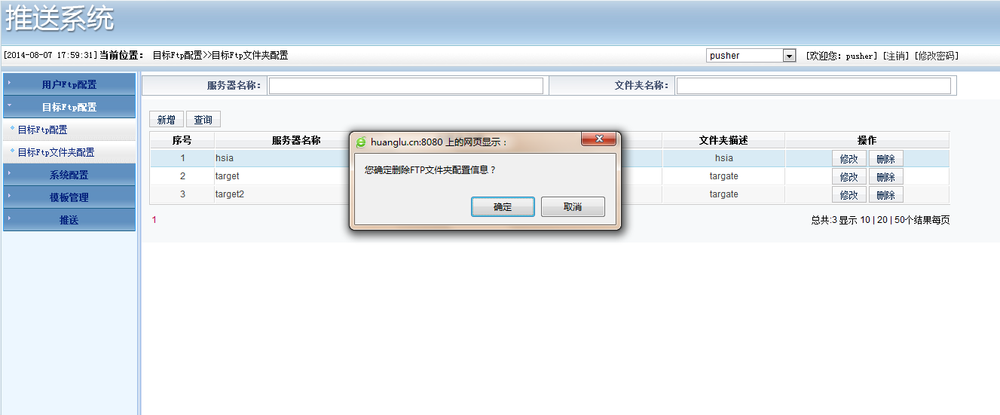 推送系统
[2014-08-07 17:59:31] 当前位置： 目标Ftp配置>>目标Ftp文件夹配置 pusher [欢迎您：pusher] [注销] [修改密码]
用户Ftp配置
目标Ftp配置
目标Ftp配置
目标Ftp文件夹配置
系统配置
模板管理
推送
服务器名称： 文件夹名称：
新增 查询
序号 服务器名称 文件夹描述 操作
1 hsia hsia 修改 删除
2 target targate 修改 删除
3 target2 targate 修改 删除
1 总共:3 显示 10 | 20 | 50个结果每页
huanglu.cn:8080 上的网页显示：
您确定删除FTP文件夹配置信息？
确定 取消